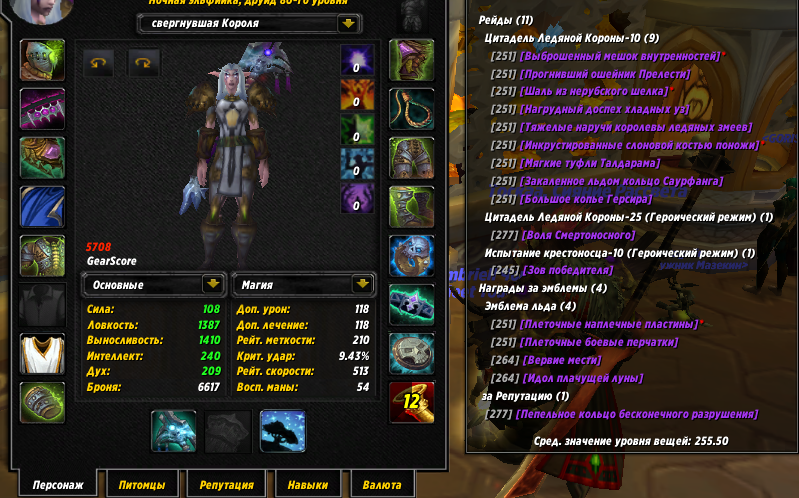 Ночная эльфийка, друид 80-го уровня
свергнувшая Короля
0
0
0
0
0
5708
GearScore
Основные
Магия
Сила: 108
Ловкость: 1387
Выносливость: 1410
Интеллект: 240
Дух: 209
Броня: 6617
Доп. урон: 118
Доп. лечение: 118
Рейт. меткости: 210
Крит. удар: 9.43%
Рейт. скорости: 513
Восп. маны: 54
12
Персонаж
Питомцы
Репутация
Навыки
Валюта
Рейды (11)
Цитадель Ледяной Короны-10 (9)
[251] [Выброшенный мешок внутренностей]*
[251] [Прогнивший ошейник Прелести]
[251] [Шаль из нерубского шелка]*
[251] [Нагрудный доспех хладных уз]
[251] [Тяжелые наручи королевы ледяных змеев]
[251] [Инкрустированные слоновой костью поножи]*
[251] [Мягкие туфли Талдарама]
[251] [Закаленное льдом кольцо Саурфанга]
[251] [Большое копье Герсира]
Цитадель Ледяной Короны-25 (Героический режим) (1)
[277] [Воля Смертоносного]
Испытание крестоносца-10 (Героический режим) (1)
[245] [Зов победителя]
Награды за эмблемы (4)
Эмблема льда (4)
[251] [Плеточные наплечные пластины]*
[251] [Плеточные боевые перчатки]
[264] [Вервие мести]
[264] [Идол плачущей луны]
за Репутацию (1)
[277] [Пепельное кольцо бесконечного разрушения]
Сред. значение уровня вещей: 255.50